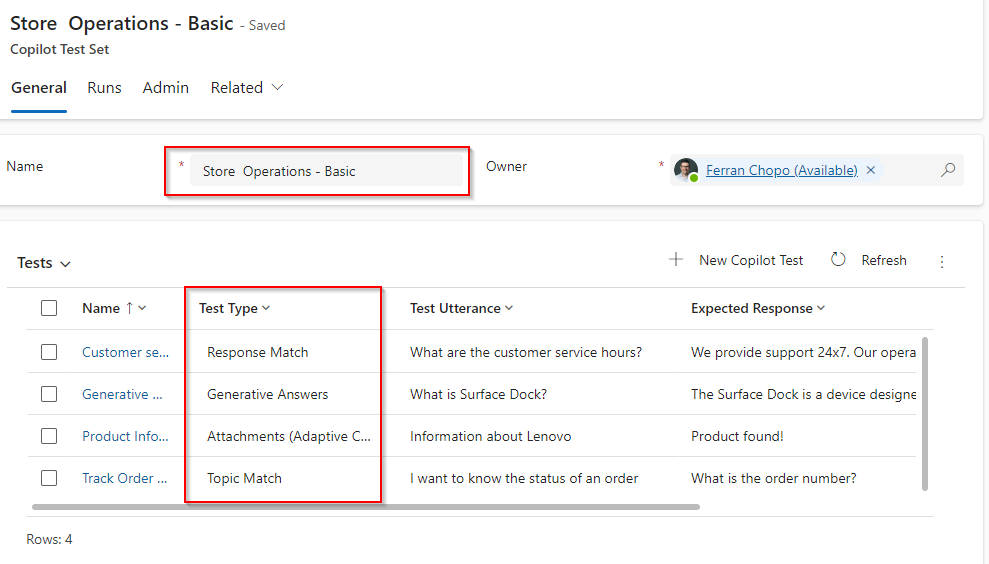 Store  Operations - Basic - Saved
Copilot Test Set
General Runs Admin Related
Name * Store  Operations - Basic Owner * Ferran Chopo (Available)
Tests New Copilot Test Refresh
Name Test Type Test Utterance Expected Response
Customer se... Response Match What are the customer service hours? We provide support 24x7. Our opera
Generative ... Generative Answers What is Surface Dock? The Surface Dock is a device designe
Product Info... Attachments (Adaptive C... Information about Lenovo Product found!
Track Order ... Topic Match I want to know the status of an order What is the order number?
Rows: 4